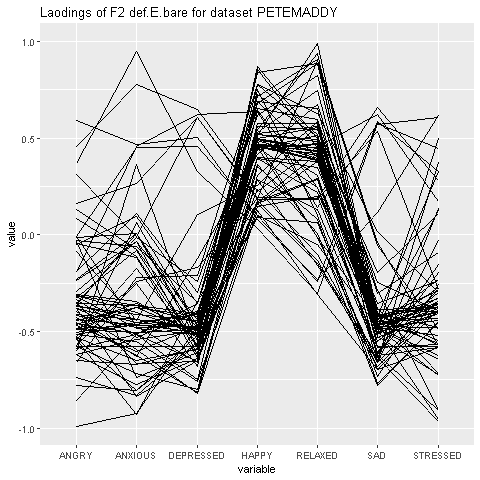 Laodings of F2 def.E.bare for dataset PETEMADDY
1.0
0.5
0.0
-0.5
-1.0
value
ANGRY ANXIOUS DEPRESSED HAPPY RELAXED SAD STRESSED
variable